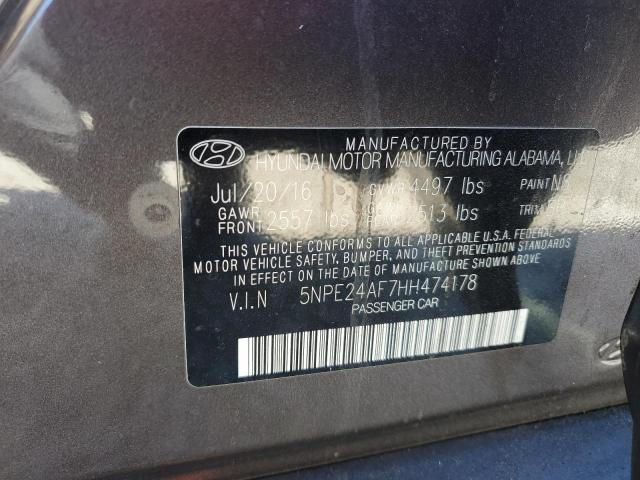 MANUFACTURED BY
HYUNDAI MOTOR MANUFACTURING ALABAMA, LLC
Jul/20/16 GVWR 4497 lbs PAINT
GAWR
FRONT 2557 lbs 2513 lbs TRIM
THIS VEHICLE CONFORMS TO ALL APPLICABLE U.S.A. FEDERAL
MOTOR VEHICLE SAFETY, BUMPER, AND THEFT PREVENTION STANDARDS
IN EFFECT ON THE DATE OF MANUFACTURE SHOWN ABOVE
V.I.N 5NPE24AF7HH474178
PASSENGER CAR